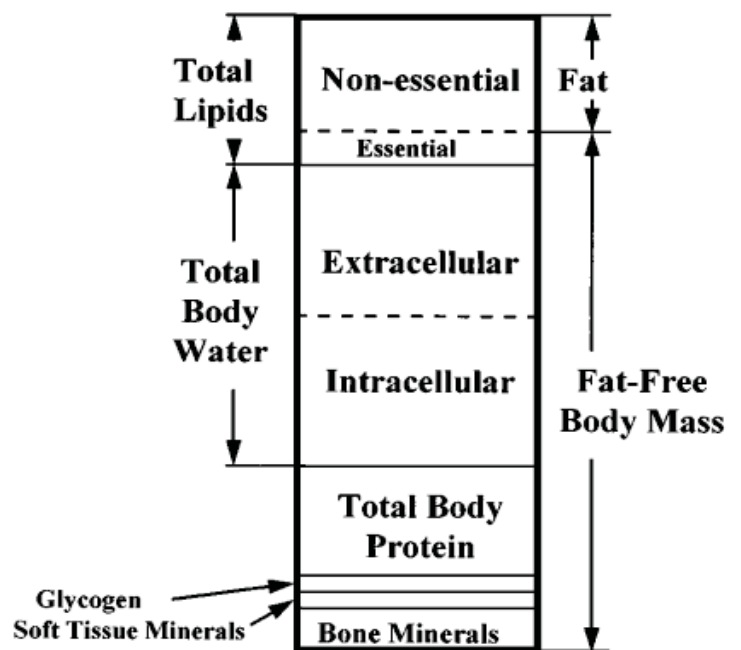 Total
Lipids
Non-essential
Fat
Essential
Total
Body
Water
Extracellular
Intracellular
Fat-Free
Body Mass
Total Body
Protein
Glycogen
Soft Tissue Minerals
Bone Minerals